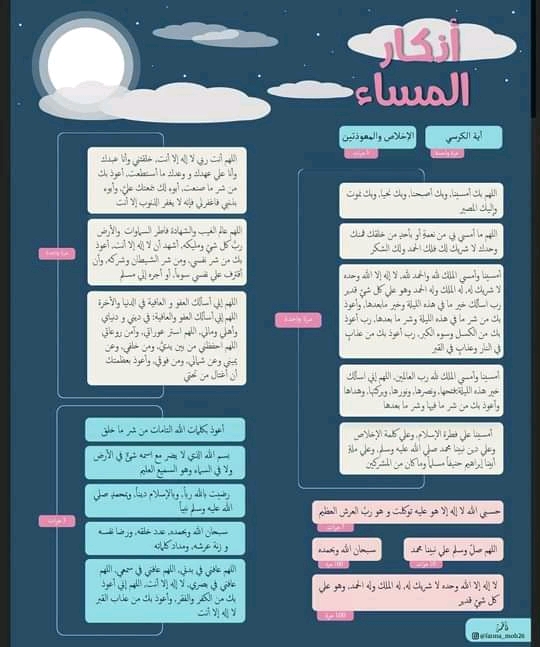 أذكار
المساء
آية الكرسي
مرة واحدة
الإخلاص والمعوذتين
3 مرات
اللهم بك أمسينا، وبك أصبحنا، وبك نحيا، وبك نموت
وإليك المصير
اللهم ما أمسى بي من نعمةٍ أو بأحدٍ من خلقك فمنك
وحدك لا شريك لك فلك الحمد ولك الشكر
أمسينا وأمسى الملك لله والحمد لله، لا إله إلا الله وحده
لا شريك له، له الملك وله الحمد وهو على كل شيءٍ قدير
رب أسألك خير ما في هذه الليلة وخير مابعدها، وأعوذ
بك من شر ما في هذه الليلة وشر ما بعدها، رب أعوذ
بك من الكسل وسوء الكبر، رب أعوذ بك من عذابٍ
في النار وعذابٍ في القبر
أمسينا وأمسى الملك لله رب العالمين، اللهم إني أسألك
خير هذه الليلة:فتحها، ونصرها، ونورها، وبركتها، وهداها
وأعوذ بك من شر ما فيها وشر ما بعدها
أمسينا على فطرة الإسلام، وعلى كلمة الإخلاص
وعلى دين نبينا محمد صلى الله عليه وسلم، وعلى ملة
أبينا إبراهيم حنيفاً مسلماً وماكان من المشركين
مرة واحدة
حسبي الله لا إله إلا هو عليه توكلت و هو ربُّ العرش العظيم
7 مرات
اللهم صلِّ وسلم على نبينا محمد
10 مرات
سبحان الله وبحمده
100 مرة
لا إله إلا الله وحده لا شريك له، له الملك وله الحمد، وهو على
كل شيءٍ قدير
100 مرة
اللهم أنت ربي لا إله إلا أنت، خلقتني وأنا عبدك
وأنا على عهدك و وعدك ما أستطعت، أعوذ بك
من شر ما صنعت، أبوء لك بنعمتك عليَّ، وأبوء
بذنبي فاغفرلي فإنه لا يغفر الذنوب إلا أنت
اللهم عالم الغيب والشهادة فاطر السماوات والأرض
ربَّ كل شيءٍ ومليكه، أشهد أن لا إله إلا أنت، أعوذ
بك من شر نفسي، ومن شر الشيطان وشركه، وأن
أقترف على نفسي سوءاً، أو أجره إلى مسلم
اللهم إني أسألك العفو و العافية في الدنيا والآخرة
اللهم إني أسألك العفو والعافية: في ديني و دنياي
وأهلي ومالي، اللهم استر عوراتي، وآمن روعاتي
اللهم احفظني من بين يديَّ، ومن خلفي، وعن
يميني وعن شمالي، ومن فوقي، وأعوذ بعظمتك
أن أُغتال من تحتي
مرة واحدة
أعوذ بكلمات الله التامات من شر ما خلق
بسم الله الذي لا يضر مع اسمه شيءٌ في الأرض
ولا في السماء وهو السميع العليم
رضيت بالله رباً، وبالإسلام ديناً، وبمحمدٍ صلى
الله عليه وسلم نبياً
سبحان الله وبحمده، عدد خلقه، ورضا نفسه
و زنة عرشه، ومداد كلماته
اللهم عافني في بدني، اللهم عافني في سمعي، اللهم
عافني في بصري، لا إله إلا أنت، اللهم إني أعوذ
بك من الكفر والفقر، وأعوذ بك من عذاب القبر
لا إله إلا أنت
3 مرات
@fatma_moh26